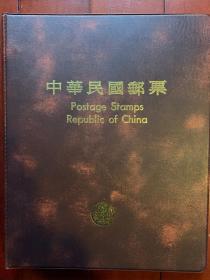 中華民國郵票
Postage Stamps
Republic of China